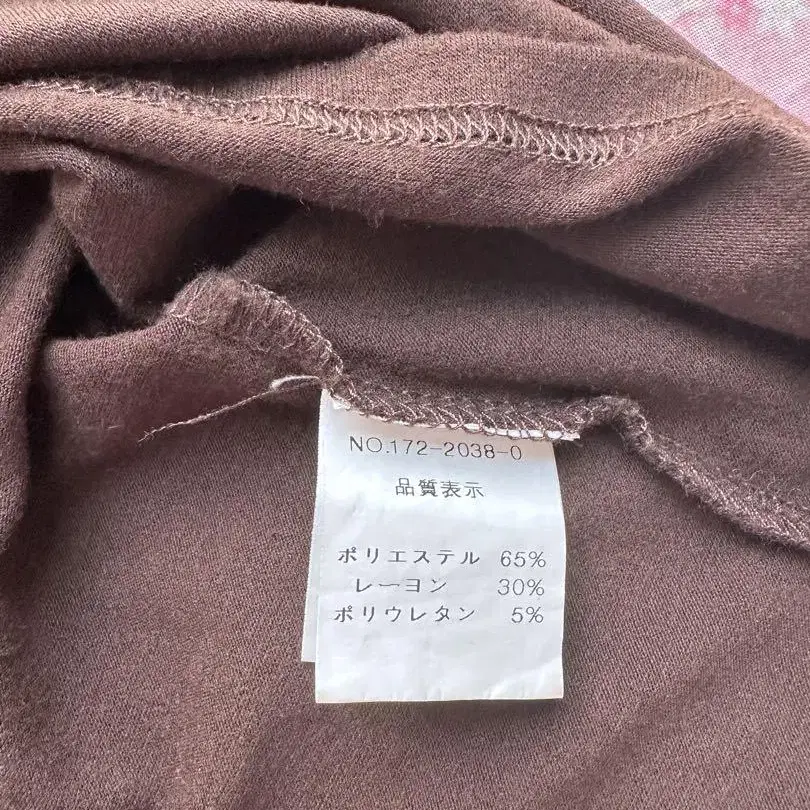 NO.172-2038-0
品質表示
ポリエステル 65%
レーヨン 30%
ポリウレタン 5%